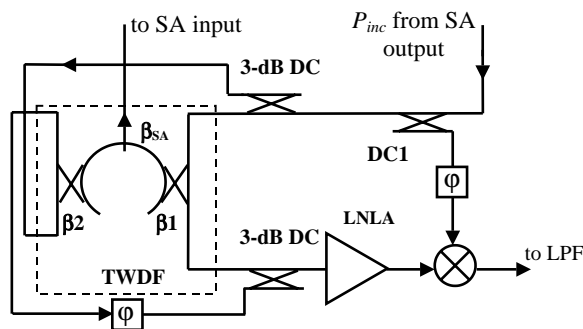 to SA input
P_inc from SA
output
3-dB DC
β_SA
DC1
φ
β2
β1
LNLA
3-dB DC
to LPF
TWDF
φ